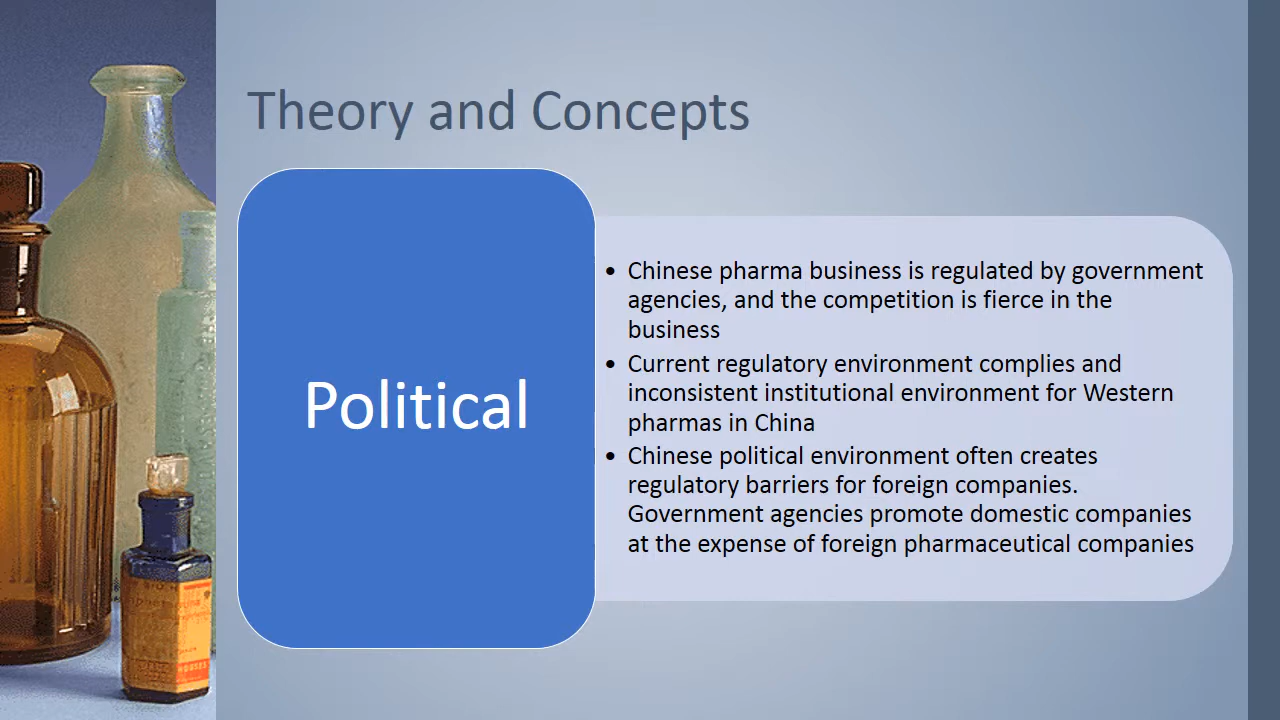 Theory and Concepts
Political
• Chinese pharma business is regulated by government
agencies, and the competition is fierce in the
business
• Current regulatory environment complies and
inconsistent institutional environment for Western
pharmas in China
• Chinese political environment often creates
regulatory barriers for foreign companies.
Government agencies promote domestic companies
at the expense of foreign pharmaceutical companies